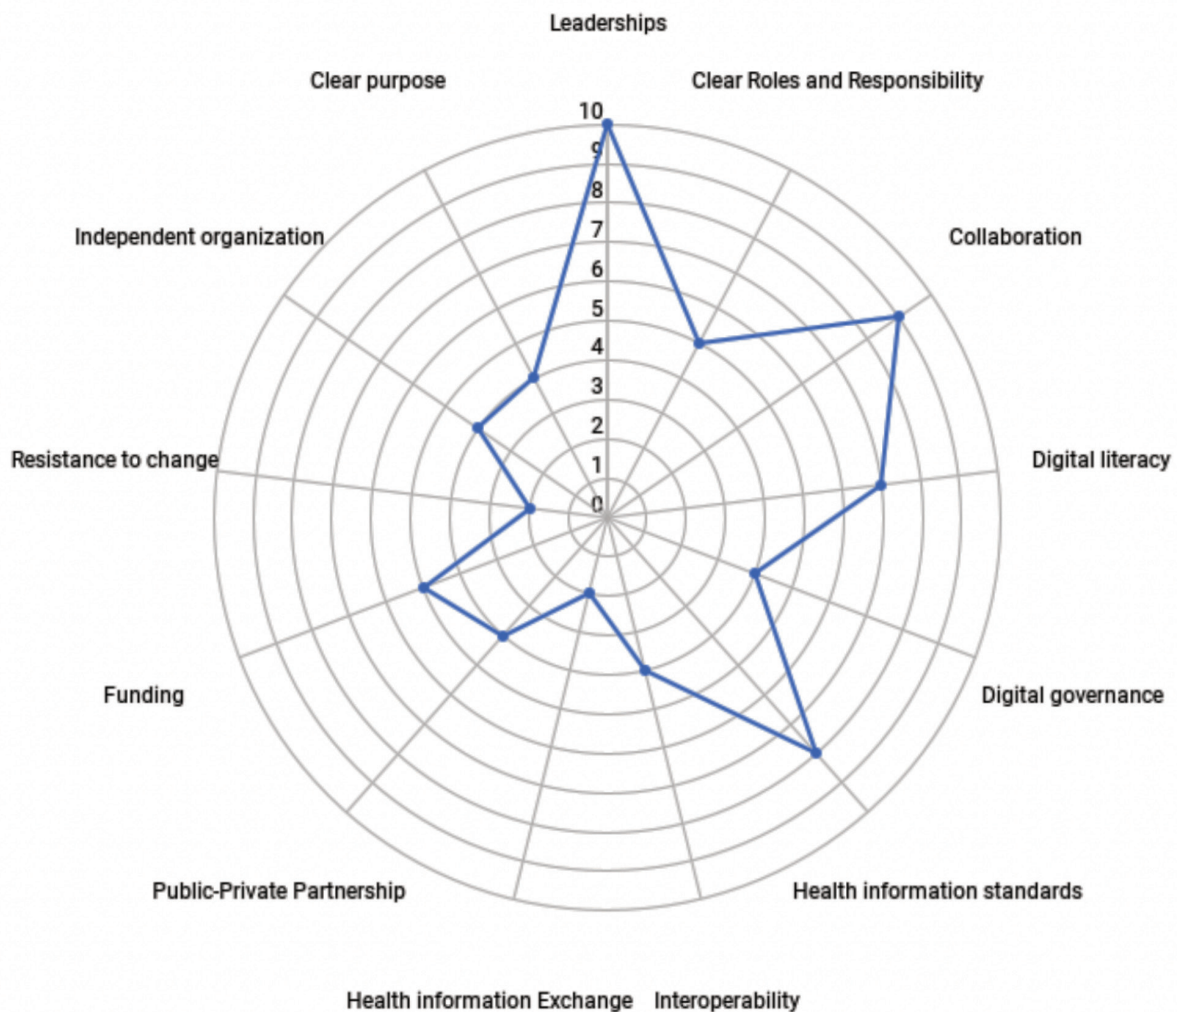 Leaderships
Clear purpose
Clear Roles and Responsibility
10
9
8
7
6
5
4
3
2
1
0
Independent organization
Collaboration
Resistance to change
Digital literacy
Funding
Digital governance
Public-Private Partnership
Health information standards
Health information Exchange
Interoperability